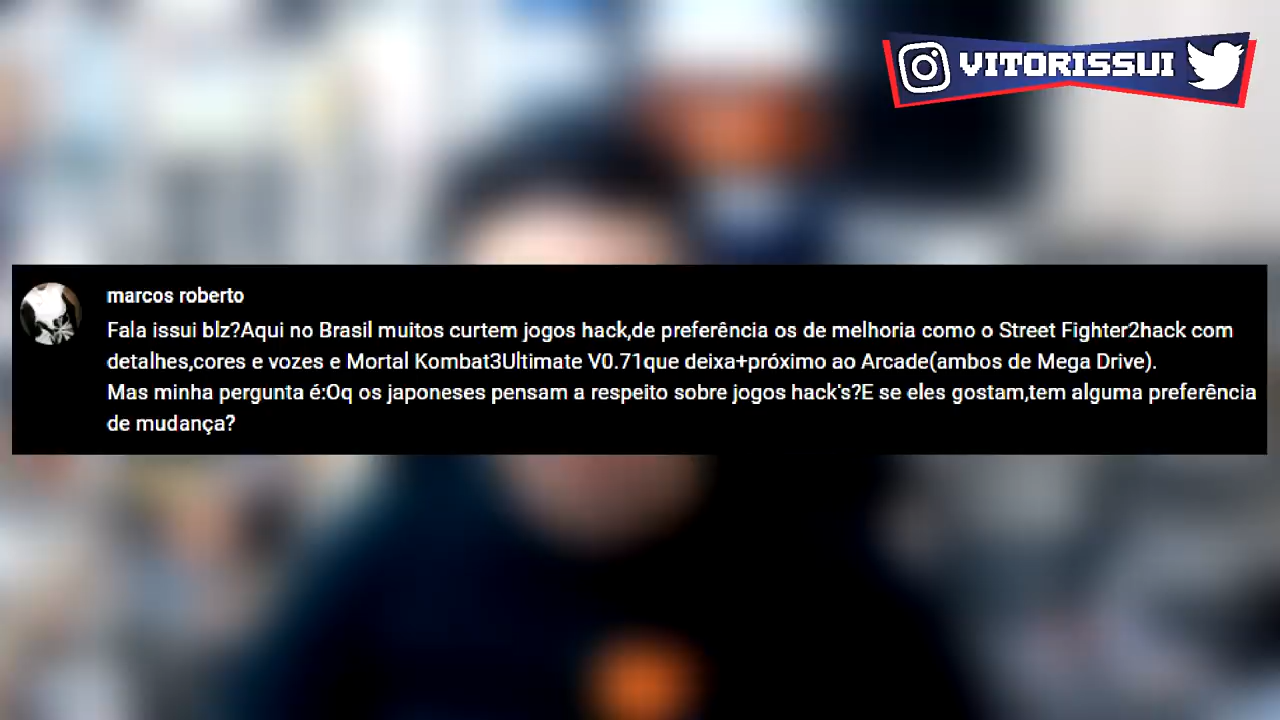 VITORISSUI
marcos roberto
Fala issui blz?Aqui no Brasil muitos curtem jogos hack,de preferência os de melhoria como o Street Fighter2hack com
detalhes,cores e vozes e Mortal Kombat3Ultimate V0.71que deixa+próximo ao Arcade(ambos de Mega Drive).
Mas minha pergunta é:Oq os japoneses pensam a respeito sobre jogos hack's?E se eles gostam,tem alguma preferência
de mudança?